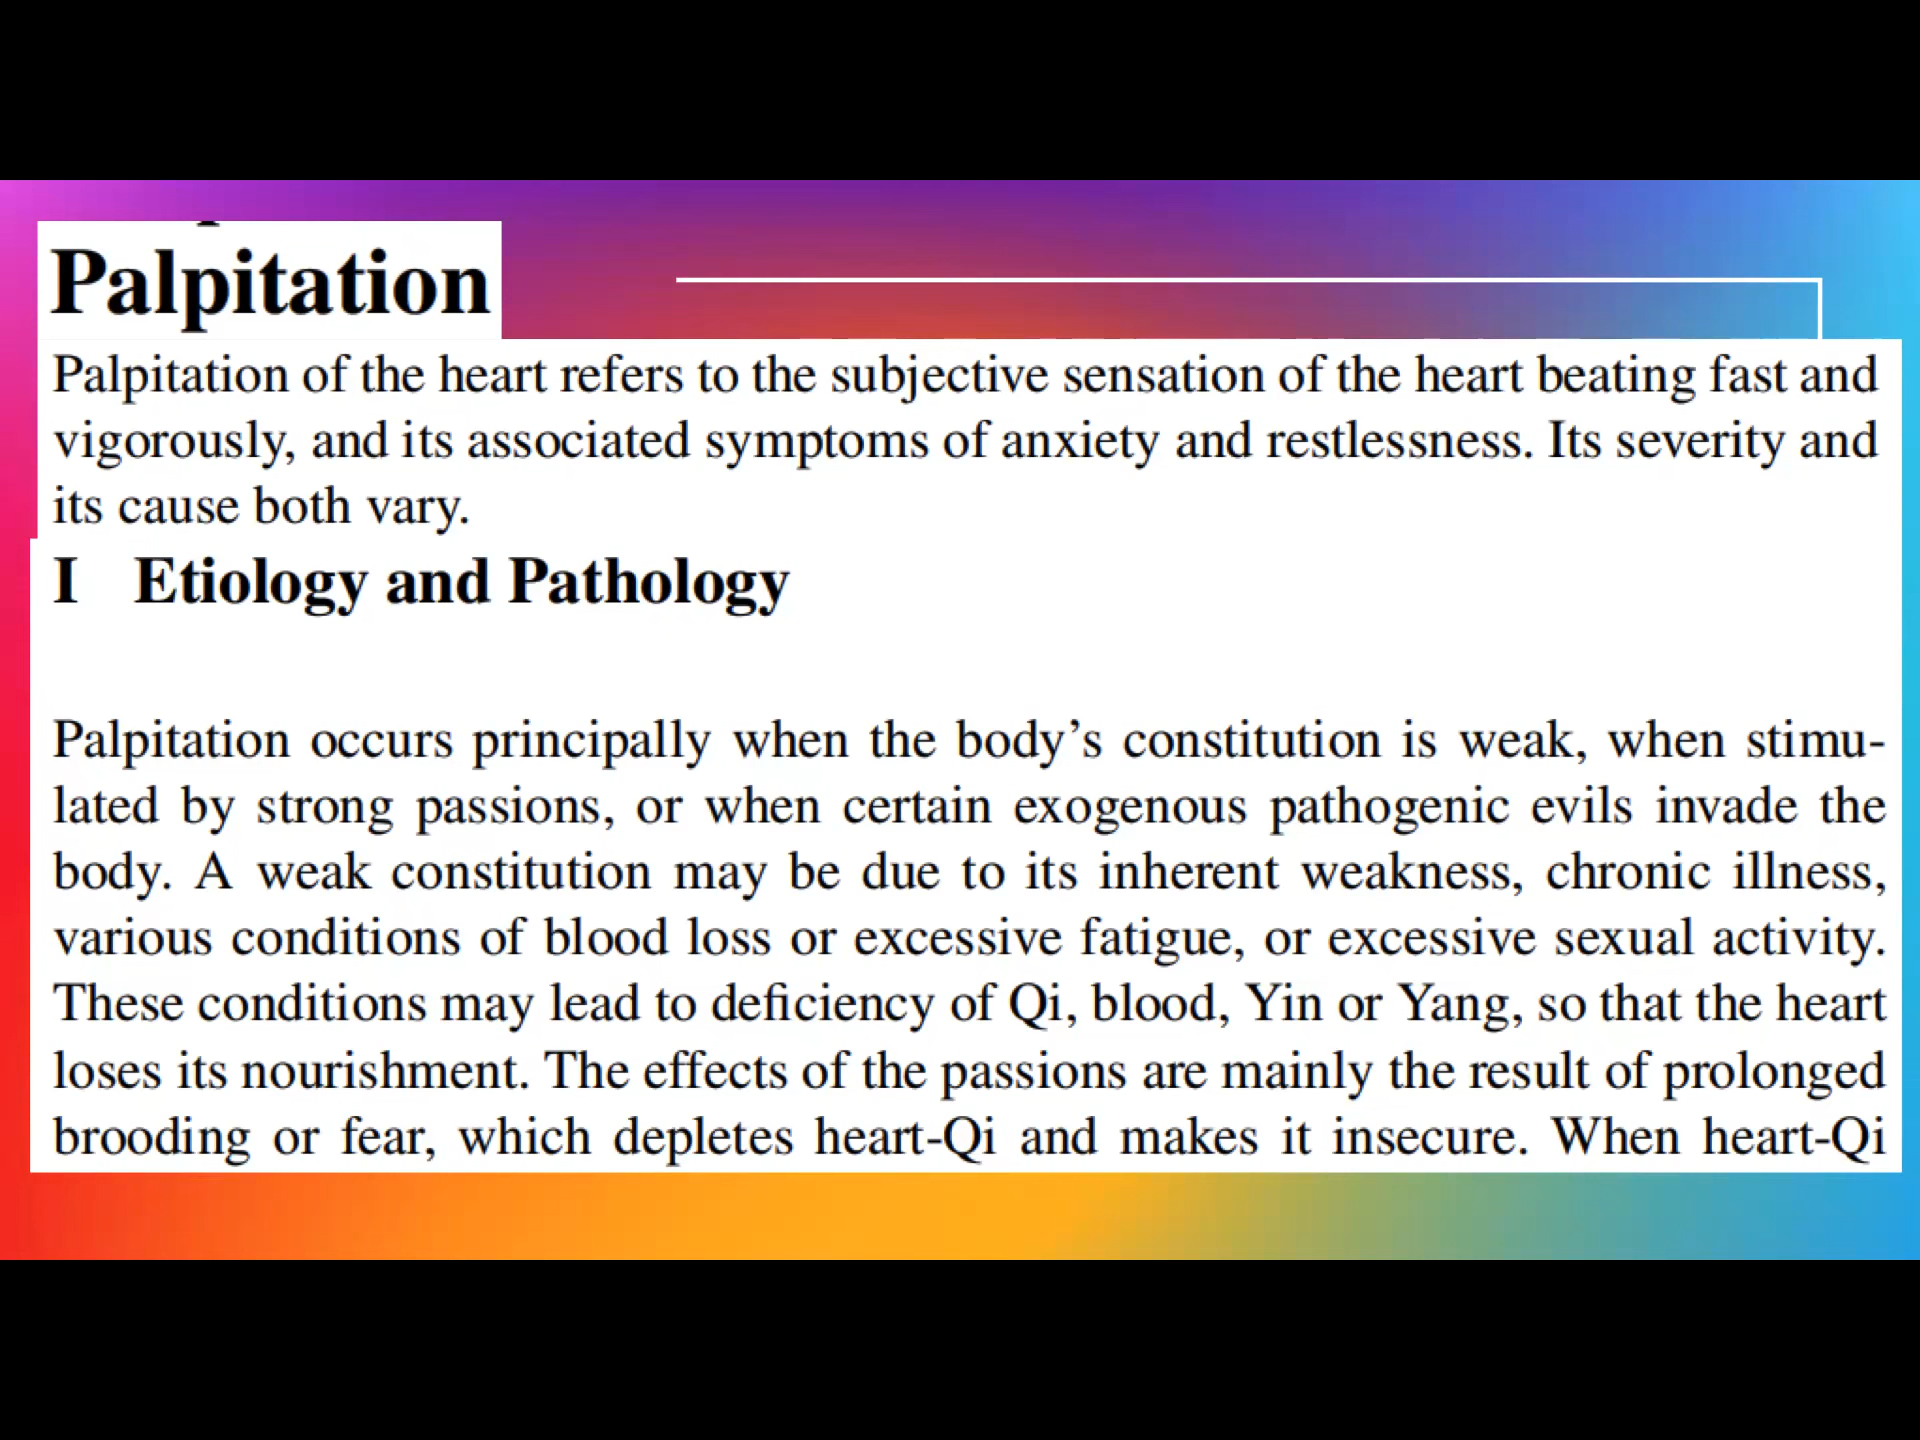 Palpitation
Palpitation of the heart refers to the subjective sensation of the heart beating fast and
vigorously, and its associated symptoms of anxiety and restlessness. Its severity and
its cause both vary.
I Etiology and Pathology
Palpitation occurs principally when the body’s constitution is weak, when stimu-
lated by strong passions, or when certain exogenous pathogenic evils invade the
body. A weak constitution may be due to its inherent weakness, chronic illness,
various conditions of blood loss or excessive fatigue, or excessive sexual activity.
These conditions may lead to deficiency of Qi, blood, Yin or Yang, so that the heart
loses its nourishment. The effects of the passions are mainly the result of prolonged
brooding or fear, which depletes heart-Qi and makes it insecure. When heart-Qi